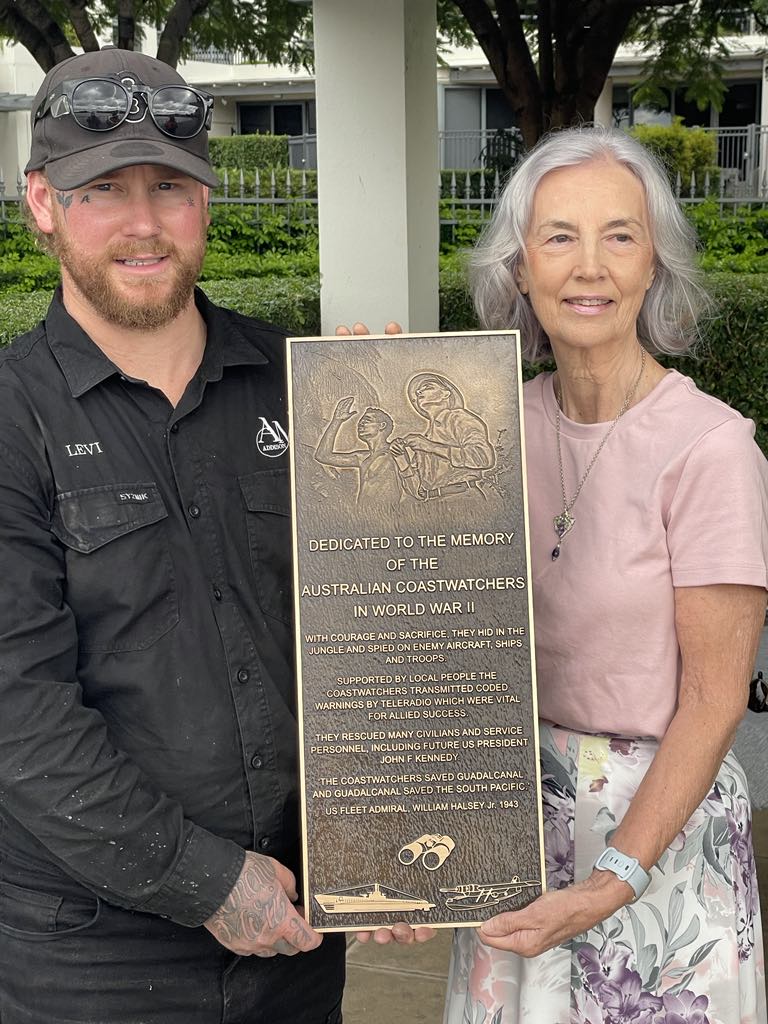 LEVI
AM
ADDISON
SYZMIK
DEDICATED TO THE MEMORY
OF THE
AUSTRALIAN COASTWATCHERS
IN WORLD WAR II
WITH COURAGE AND SACRIFICE, THEY HID IN THE
JUNGLE AND SPIED ON ENEMY AIRCRAFT, SHIPS
AND TROOPS.
SUPPORTED BY LOCAL PEOPLE THE
COASTWATCHERS TRANSMITTED CODED
WARNINGS BY TELERADIO WHICH WERE VITAL
FOR ALLIED SUCCESS.
THEY RESCUED MANY CIVILIANS AND SERVICE
PERSONNEL, INCLUDING FUTURE US PRESIDENT
JOHN F KENNEDY
'THE COASTWATCHERS SAVED GUADALCANAL
AND GUADALCANAL SAVED THE SOUTH PACIFIC.'
US FLEET ADMIRAL, WILLIAM HALSEY Jr. 1943